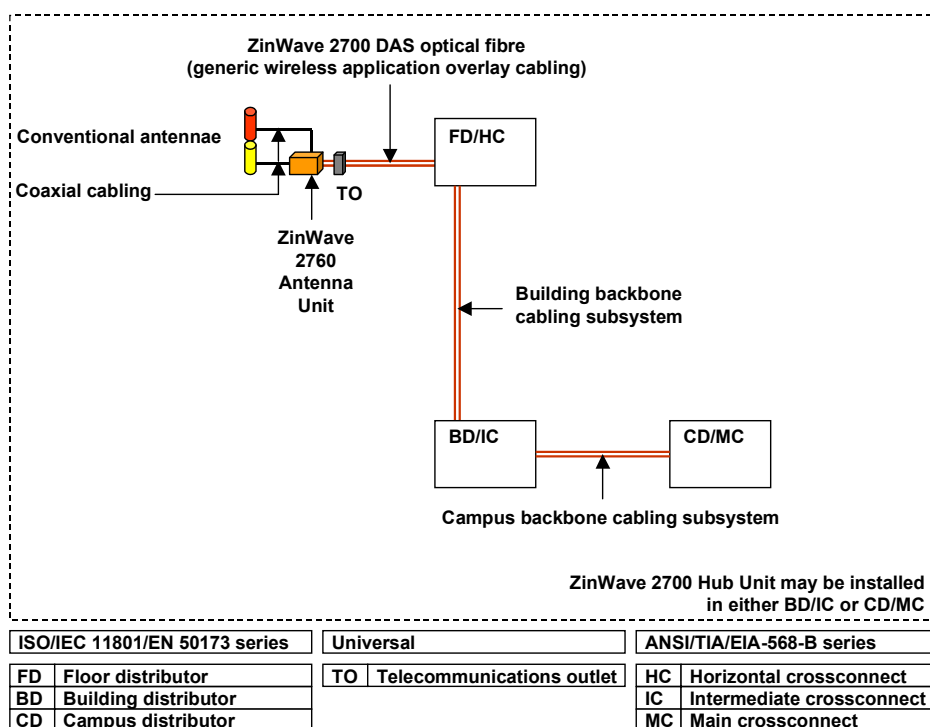 ZinWave 2700 DAS optical fibre
(generic wireless application overlay cabling)
Conventional antennae
FD/HC
Coaxial cabling
TO
ZinWave
2760
Antenna
Unit
Building backbone
cabling subsystem
BD/IC
CD/MC
Campus backbone cabling subsystem
ZinWave 2700 Hub Unit may be installed
in either BD/IC or CD/MC
ISO/IEC 11801/EN 50173 series
Universal
ANSI/TIA/EIA-568-B series
FD Floor distributor
TO Telecommunications outlet
HC Horizontal crossconnect
BD Building distributor
IC Intermediate crossconnect
CD Campus distributor
MC Main crossconnect